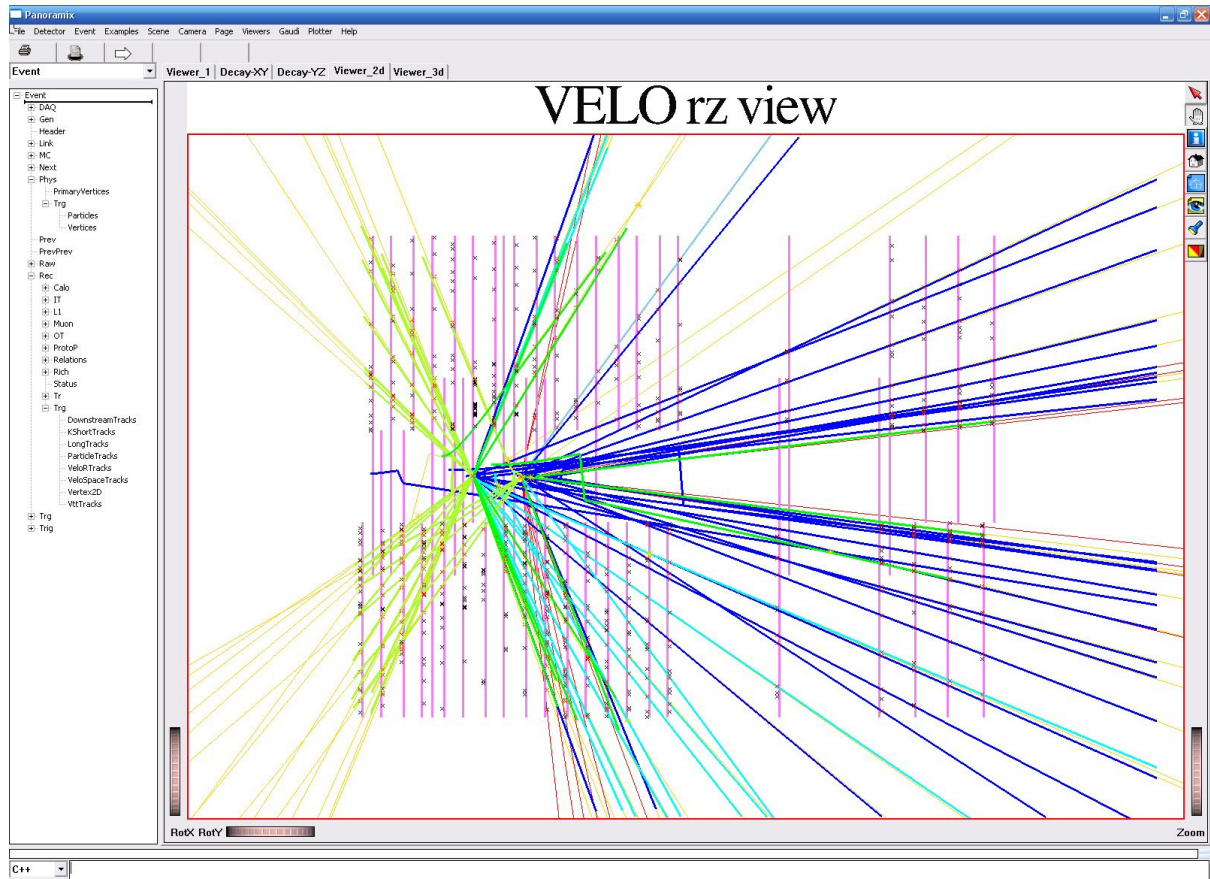 Panoramix
File Detector Event Examples Scene Camera Page Viewers Gaudi Plotter Help
Event
Viewer_1 Decay-XY Decay-YZ Viewer_2d Viewer_3d
VELO rz view
Event
DAQ
Gen
Header
Link
MC
Next
Phys
PrimaryVertices
Trg
Particles
Vertices
Prev
PrevPrev
Raw
Rec
Calo
IT
L1
Muon
OT
ProtoP
Relations
Rich
Status
Tr
Trg
DownstreamTracks
KShortTracks
LongTracks
ParticleTracks
VeloRTracks
VeloSpaceTracks
Vertex2D
VttTracks
Trg
Trig
RotX RotY
Zoom
C++